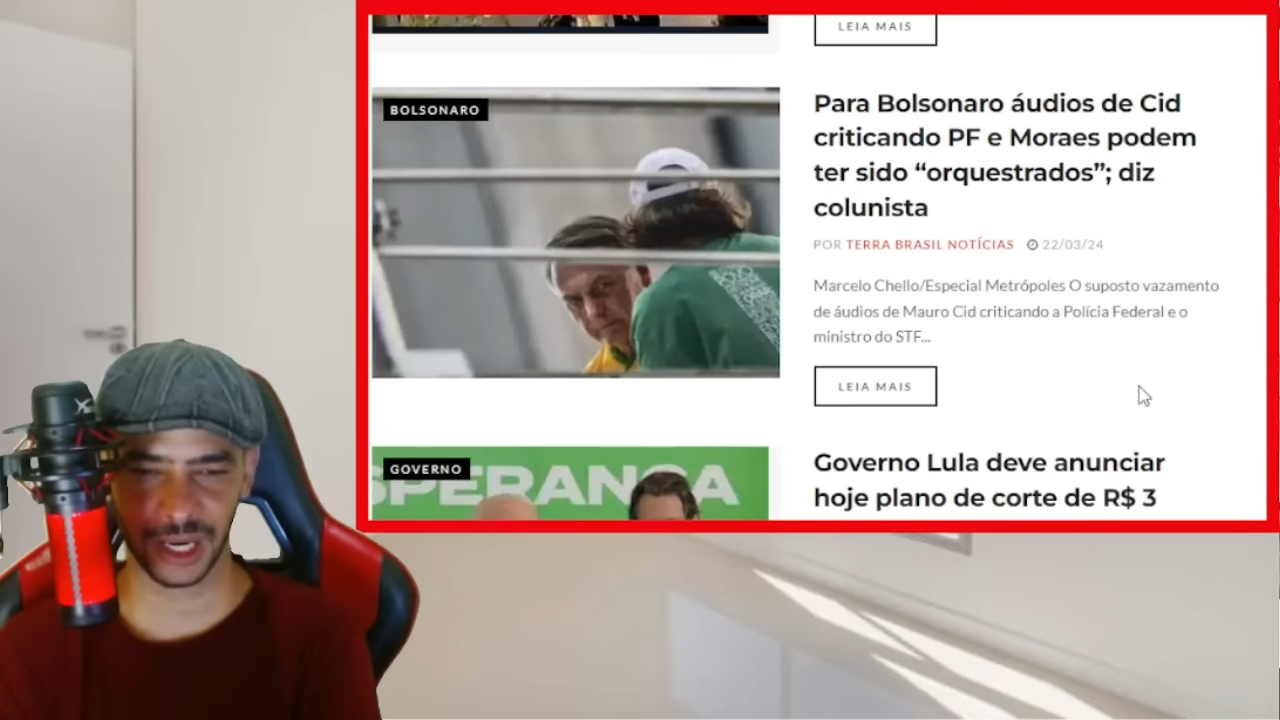 LEIA MAIS
BOLSONARO
Para Bolsonaro áudios de Cid
criticando PF e Moraes podem
ter sido “orquestrados”; diz
colunista
POR TERRA BRASIL NOTÍCIAS 22/03/24
Marcelo Chello/Especial Metrópoles O suposto vazamento
de áudios de Mauro Cid criticando a Polícia Federal e o
ministro do STF...
LEIA MAIS
GOVERNO
SPERANÇA
Governo Lula deve anunciar
hoje plano de corte de R$ 3